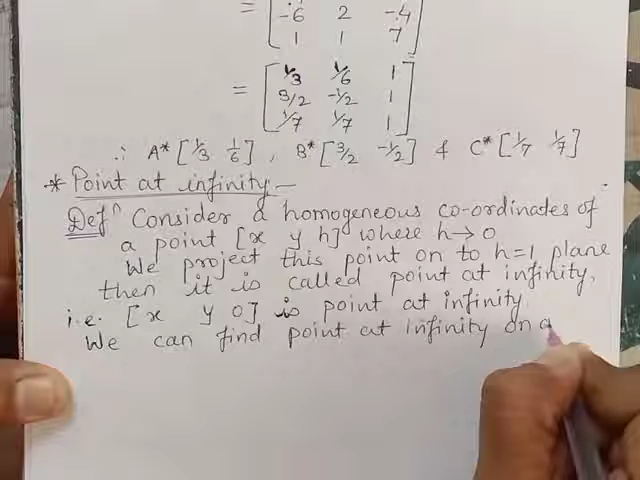 = [ -6 2 -4
1 1 7 ]
= [ 1/3 1/6 1
3/2 -1/2 1
1/7 1/7 1 ]
∴ A* [1/3 1/6] , B* [3/2 -1/2] & C* [1/7 1/7]
* Point at infinity -
Defⁿ Consider a homogeneous co-ordinates of
a point [x y h] where h→0
We project this point on to h=1 plane
then it is called point at infinity.
i.e. [x y 0] is point at infinity.
We can find point at infinity on a